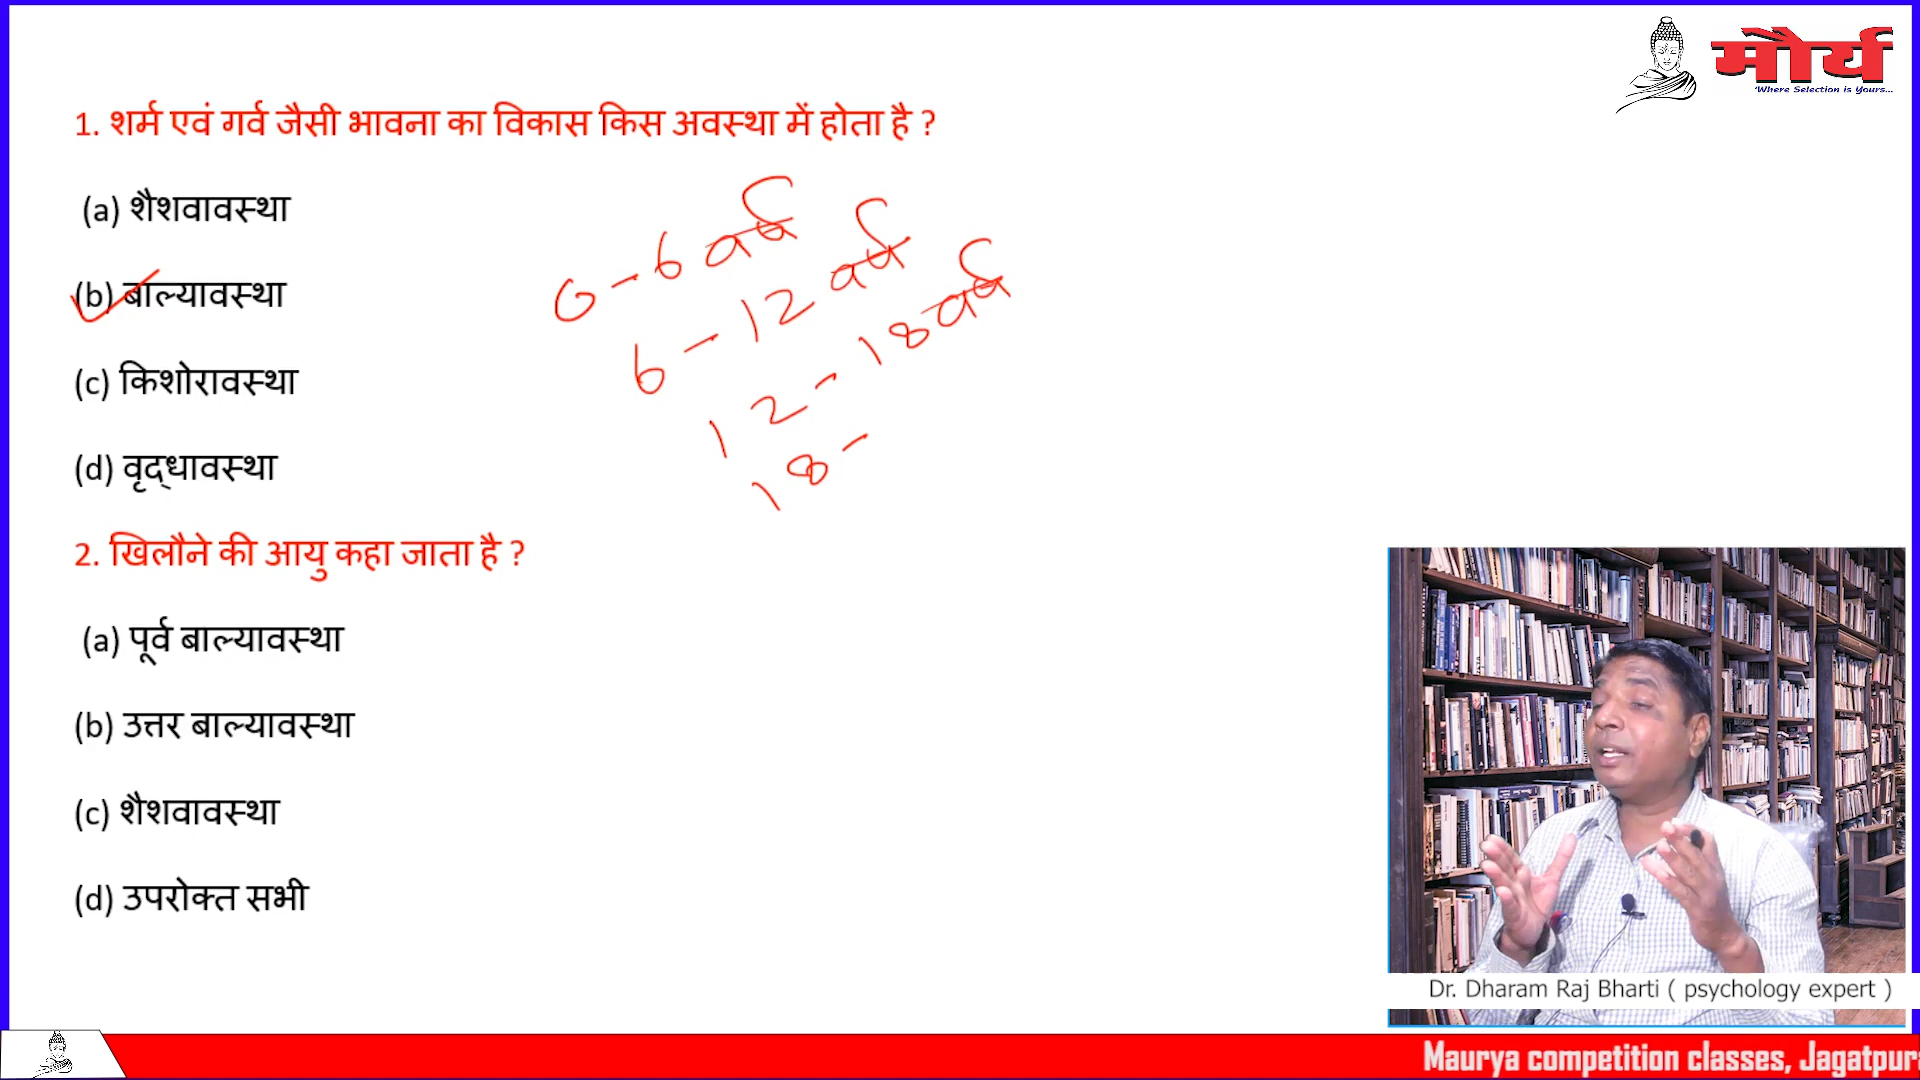 मौर्य
Where Selection is Yours...
1. शर्म एवं गर्व जैसी भावना का विकास किस अवस्था में होता है ?
(a) शैशवावस्था
(b) बाल्यावस्था
(c) किशोरावस्था
(d) वृद्धावस्था
0-6 वर्ष
6-12 वर्ष
12-18 वर्ष
18-
2. खिलौने की आयु कहा जाता है ?
(a) पूर्व बाल्यावस्था
(b) उत्तर बाल्यावस्था
(c) शैशवावस्था
(d) उपरोक्त सभी
Dr. Dharam Raj Bharti ( psychology expert )
Maurya competition classes, Jagatpur